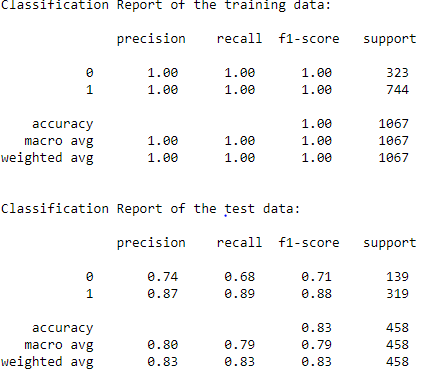 Classification Report of the training data:
precision recall f1-score support
0 1.00 1.00 1.00 323
1 1.00 1.00 1.00 744
accuracy 1.00 1067
macro avg 1.00 1.00 1.00 1067
weighted avg 1.00 1.00 1.00 1067
Classification Report of the test data:
precision recall f1-score support
0 0.74 0.68 0.71 139
1 0.87 0.89 0.88 319
accuracy 0.83 458
macro avg 0.80 0.79 0.79 458
weighted avg 0.83 0.83 0.83 458